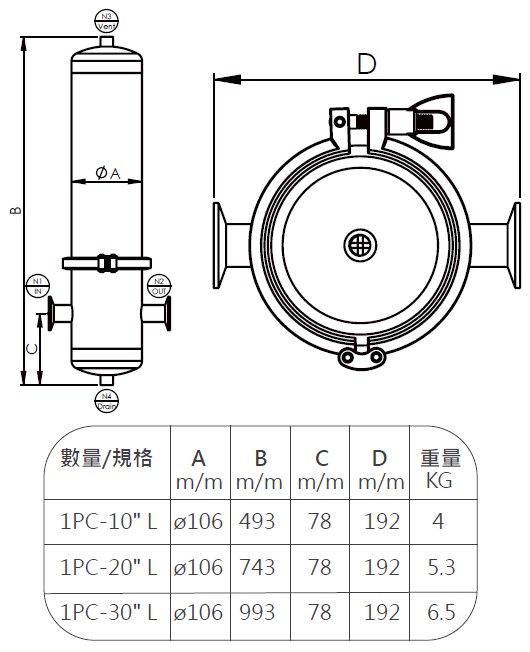 N3
Vent
D
øA
B
N1
IN
N2
OUT
C
N4
Drain
數量/規格 A m/m B m/m C m/m D m/m 重量 KG
1PC-10" L ø106 493 78 192 4
1PC-20" L ø106 743 78 192 5.3
1PC-30" L ø106 993 78 192 6.5